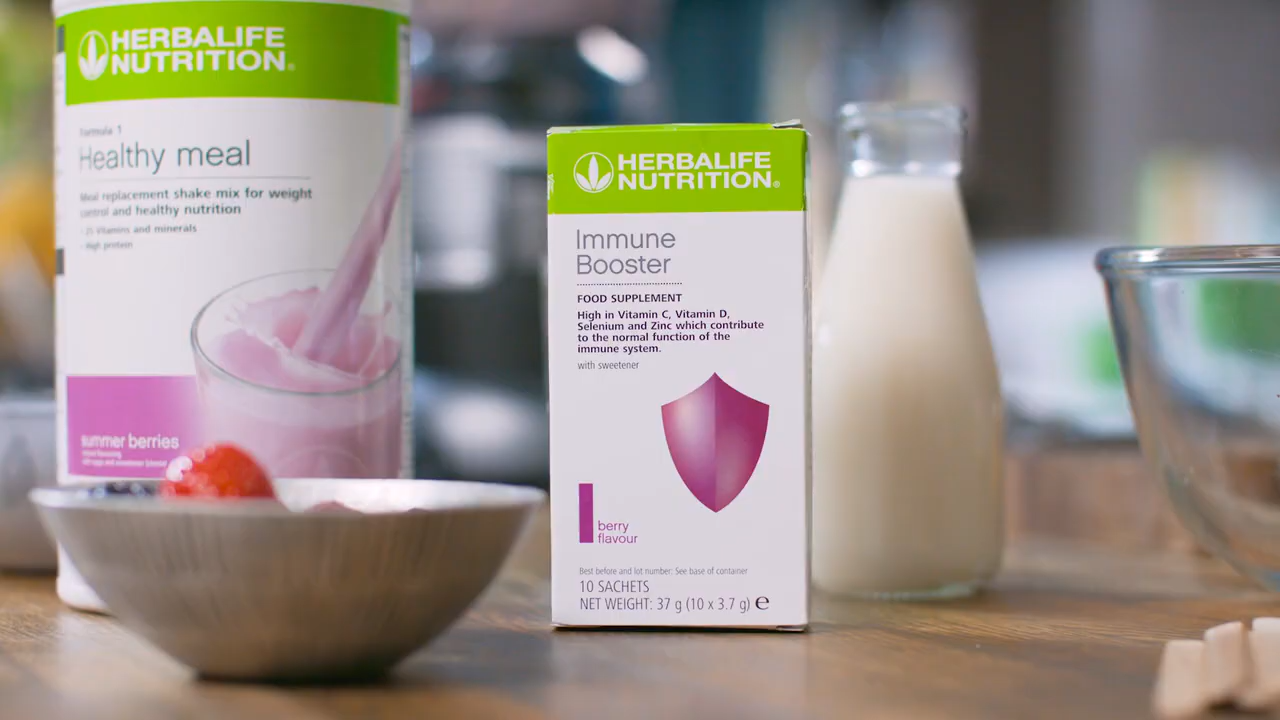 HERBALIFE
NUTRITION
Formula 1
Healthy meal
Meal replacement shake mix for weight
control and healthy nutrition
- 25 Vitamins and minerals
- High protein
summer berries
HERBALIFE
NUTRITION
Immune
Booster
FOOD SUPPLEMENT
High in Vitamin C, Vitamin D,
Selenium and Zinc which contribute
to the normal function of the
immune system.
with sweetener
berry
flavour
Best before and lot number: See base of container
10 SACHETS
NET WEIGHT: 37 g (10 x 3.7 g) e